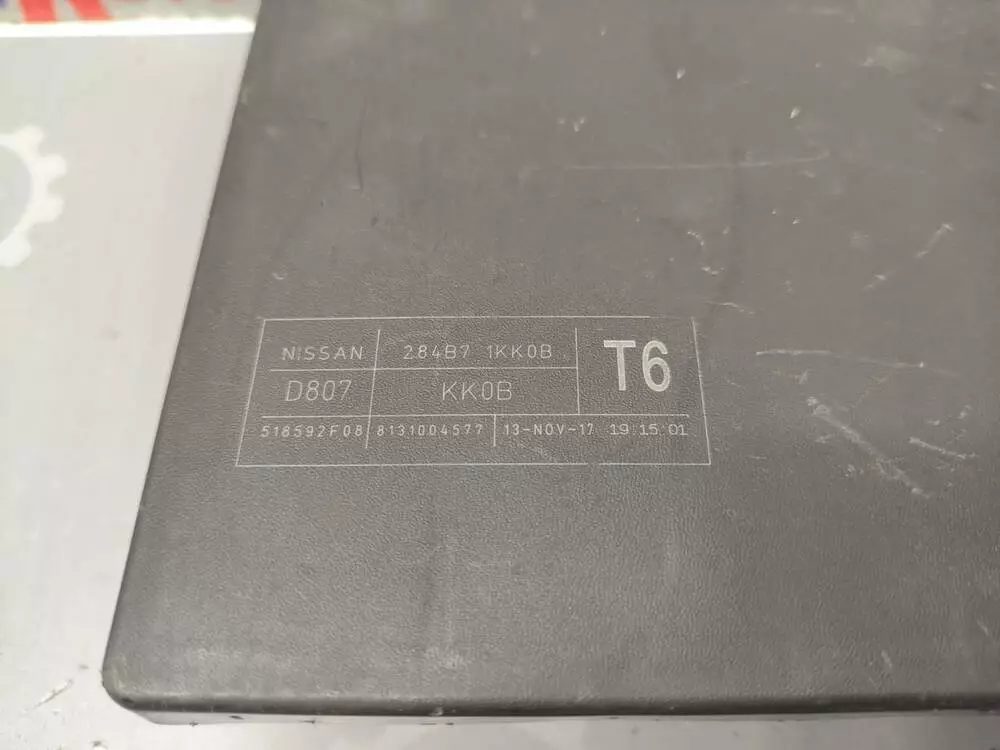 NISSAN 284B7 1KK0B T6
D807 KK0B
518592F08 8131004577 13-NOV-17 19:15:01